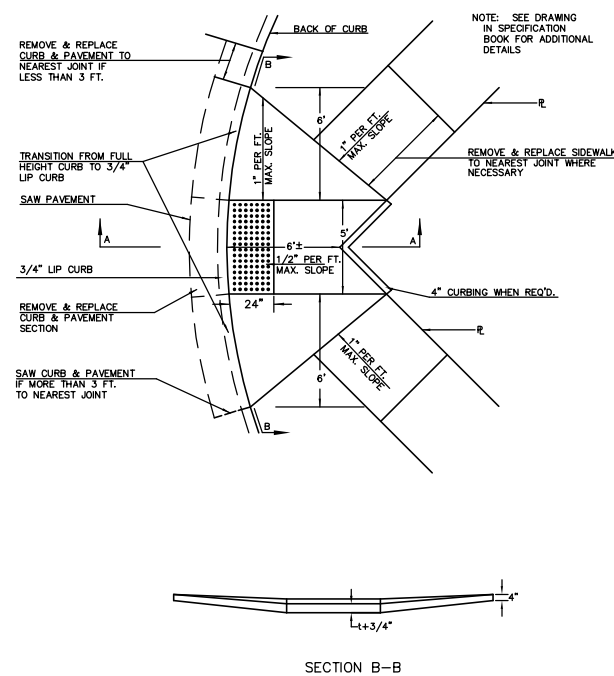 BACK OF CURB
NOTE: SEE DRAWING
IN SPECIFICATION
BOOK FOR ADDITIONAL
DETAILS
REMOVE & REPLACE
CURB & PAVEMENT TO
NEAREST JOINT IF
LESS THAN 3 FT.
B
6'
1" PER FT.
MAX. SLOPE
1" PER FT.
MAX. SLOPE
℄
REMOVE & REPLACE SIDEWALK
TO NEAREST JOINT WHERE
NECESSARY
TRANSITION FROM FULL
HEIGHT CURB TO 3/4"
LIP CURB
SAW PAVEMENT
A
6'±
5'
A
1/2" PER FT.
MAX. SLOPE
3/4" LIP CURB
24"
4" CURBING WHEN REQ'D.
REMOVE & REPLACE
CURB & PAVEMENT
SECTION
℄
1" PER FT.
MAX. SLOPE
6'
SAW CURB & PAVEMENT
IF MORE THAN 3 FT.
TO NEAREST JOINT
B
4"
t+3/4"
SECTION B-B